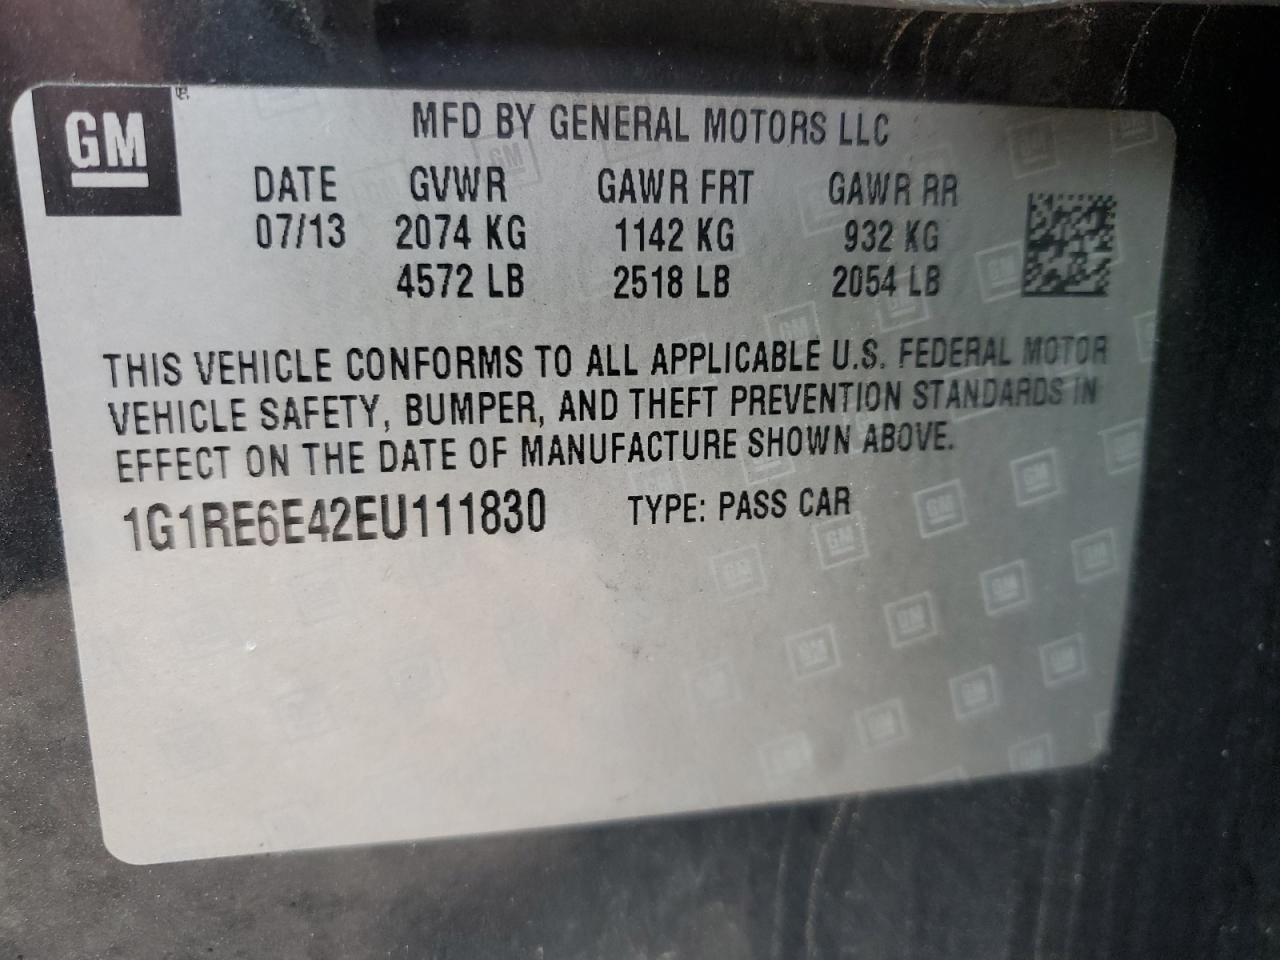 GM
MFD BY GENERAL MOTORS LLC
DATE GVWR GAWR FRT GAWR RR
07/13 2074 KG 1142 KG 932 KG
4572 LB 2518 LB 2054 LB
THIS VEHICLE CONFORMS TO ALL APPLICABLE U.S. FEDERAL MOTOR
VEHICLE SAFETY, BUMPER, AND THEFT PREVENTION STANDARDS IN
EFFECT ON THE DATE OF MANUFACTURE SHOWN ABOVE.
1G1RE6E42EU111830 TYPE: PASS CAR